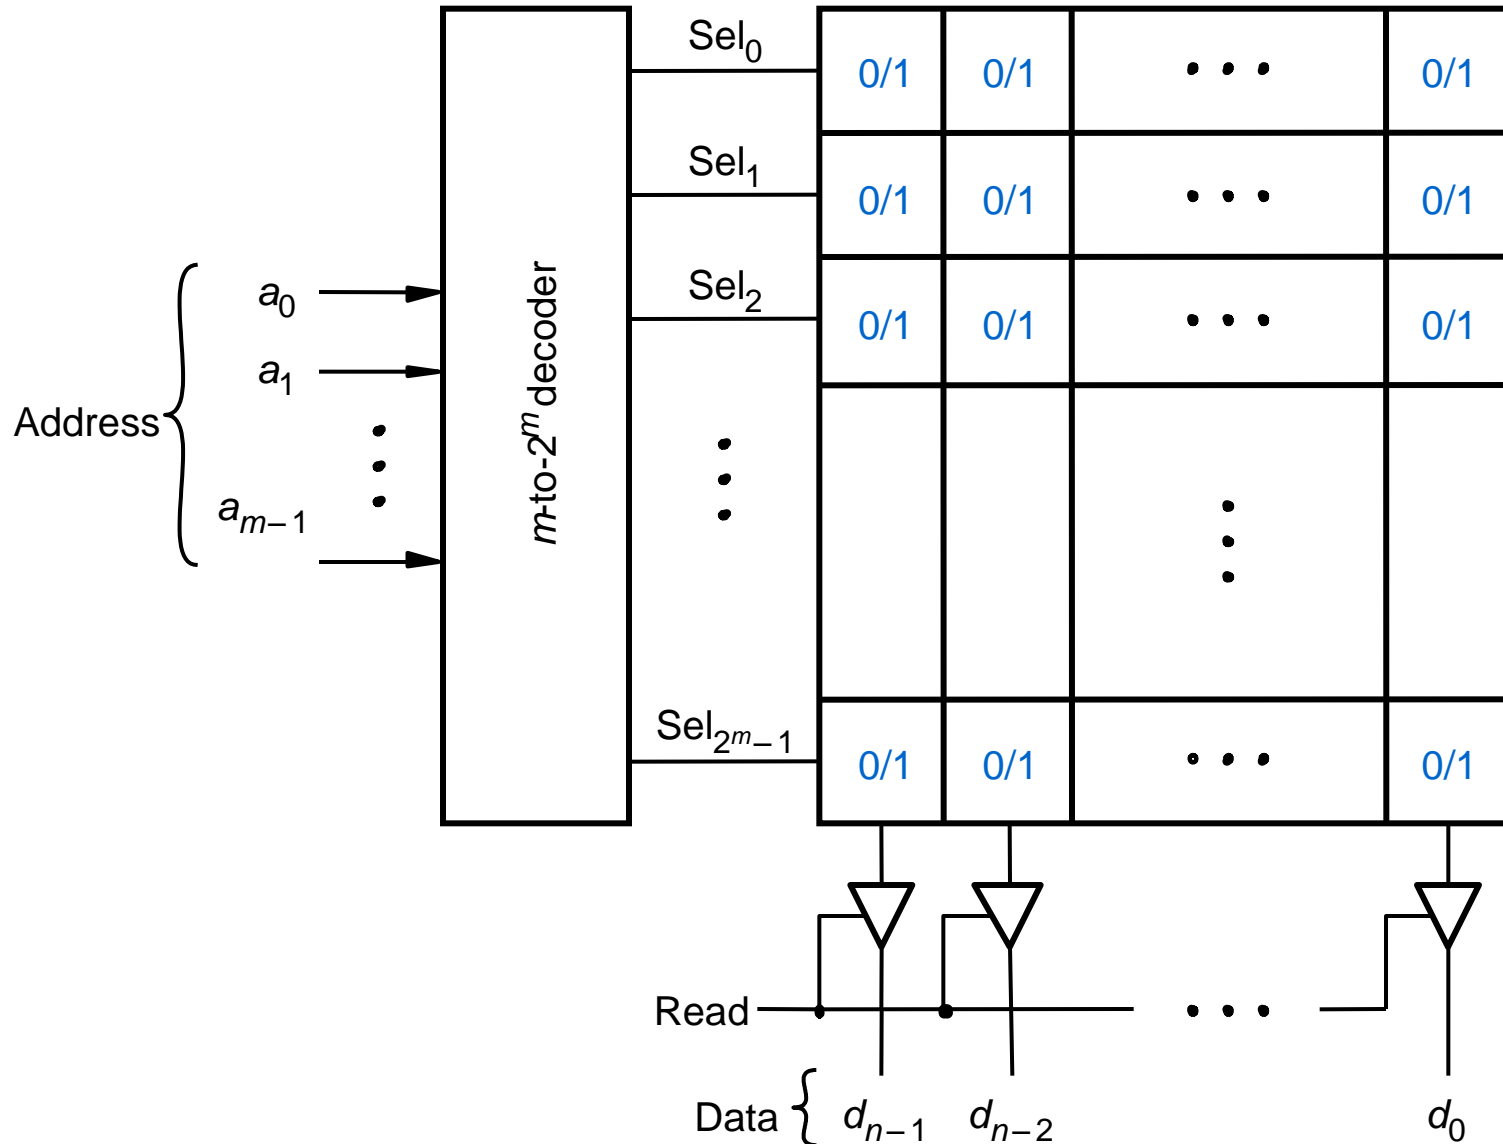 Sel₀
0/1 0/1 • • • 0/1
Sel₁
0/1 0/1 • • • 0/1
Sel₂
0/1 0/1 • • • 0/1
a₀
a₁
Address
aₘ₋₁
m-to-2ᵐ decoder
Sel₂ᵐ₋₁
0/1 0/1 • • • 0/1
Read • • •
Data { dₙ₋₁ dₙ₋₂ d₀